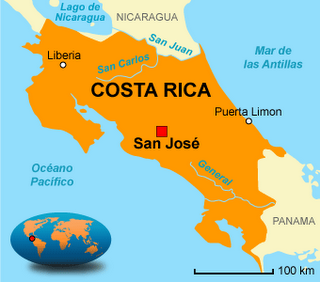 Lago de
Nicaragua
NICARAGUA
San Juan
Mar de
las Antillas
Liberia
San Carlos
COSTA RICA
Puerta Limon
San José
Océano
Pacífico
General
PANAMA
100 km